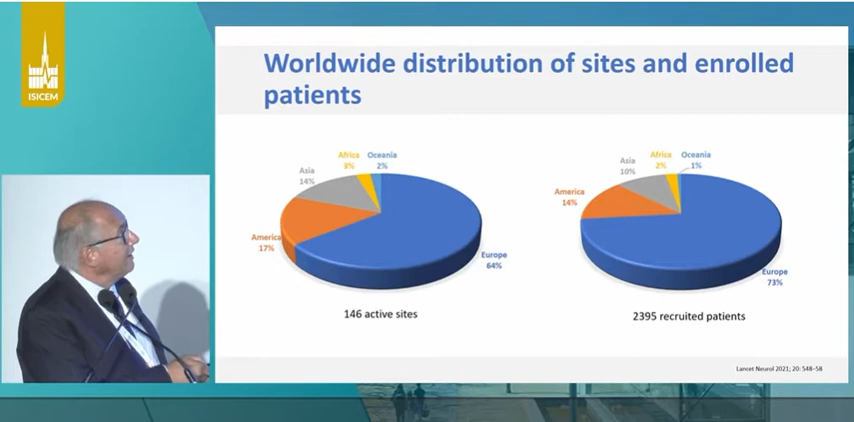 ISICEM
Worldwide distribution of sites and enrolled
patients
Africa
3%
Oceania
2%
Asia
14%
America
17%
Europe
64%
146 active sites
Africa
2%
Oceania
1%
Asia
10%
America
14%
Europe
73%
2395 recruited patients
Lancet Neurol 2021; 20: 548–58